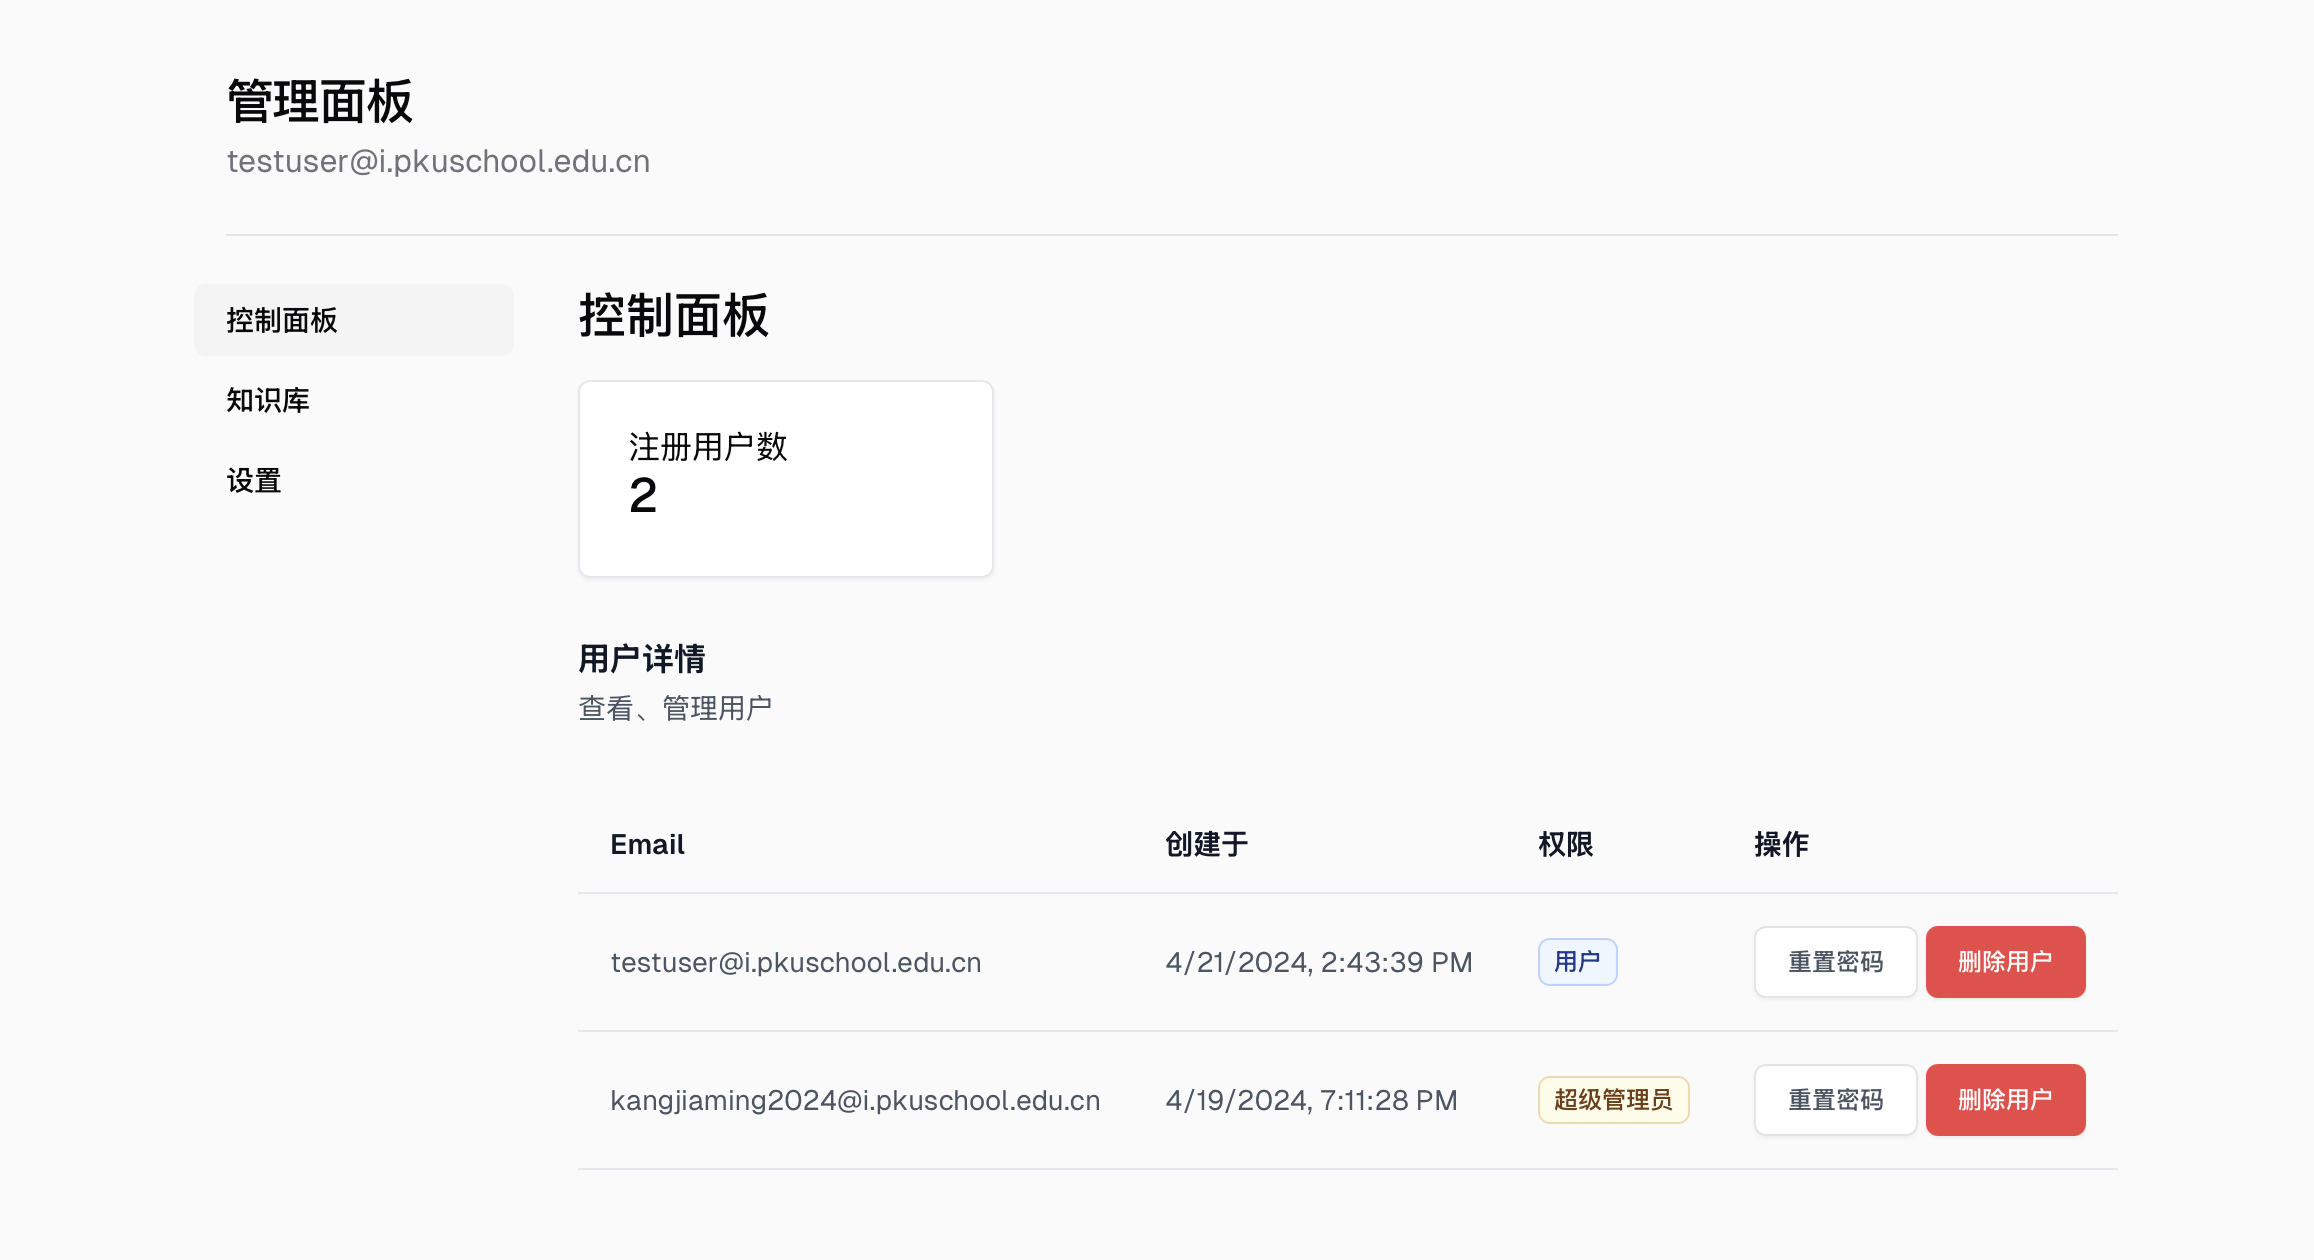 管理面板
testuser@i.pkuschool.edu.cn
控制面板
知识库
设置
控制面板
注册用户数
2
用户详情
查看、管理用户
Email 创建于 权限 操作
testuser@i.pkuschool.edu.cn 4/21/2024, 2:43:39 PM 用户 重置密码 删除用户
kangjiaming2024@i.pkuschool.edu.cn 4/19/2024, 7:11:28 PM 超级管理员 重置密码 删除用户